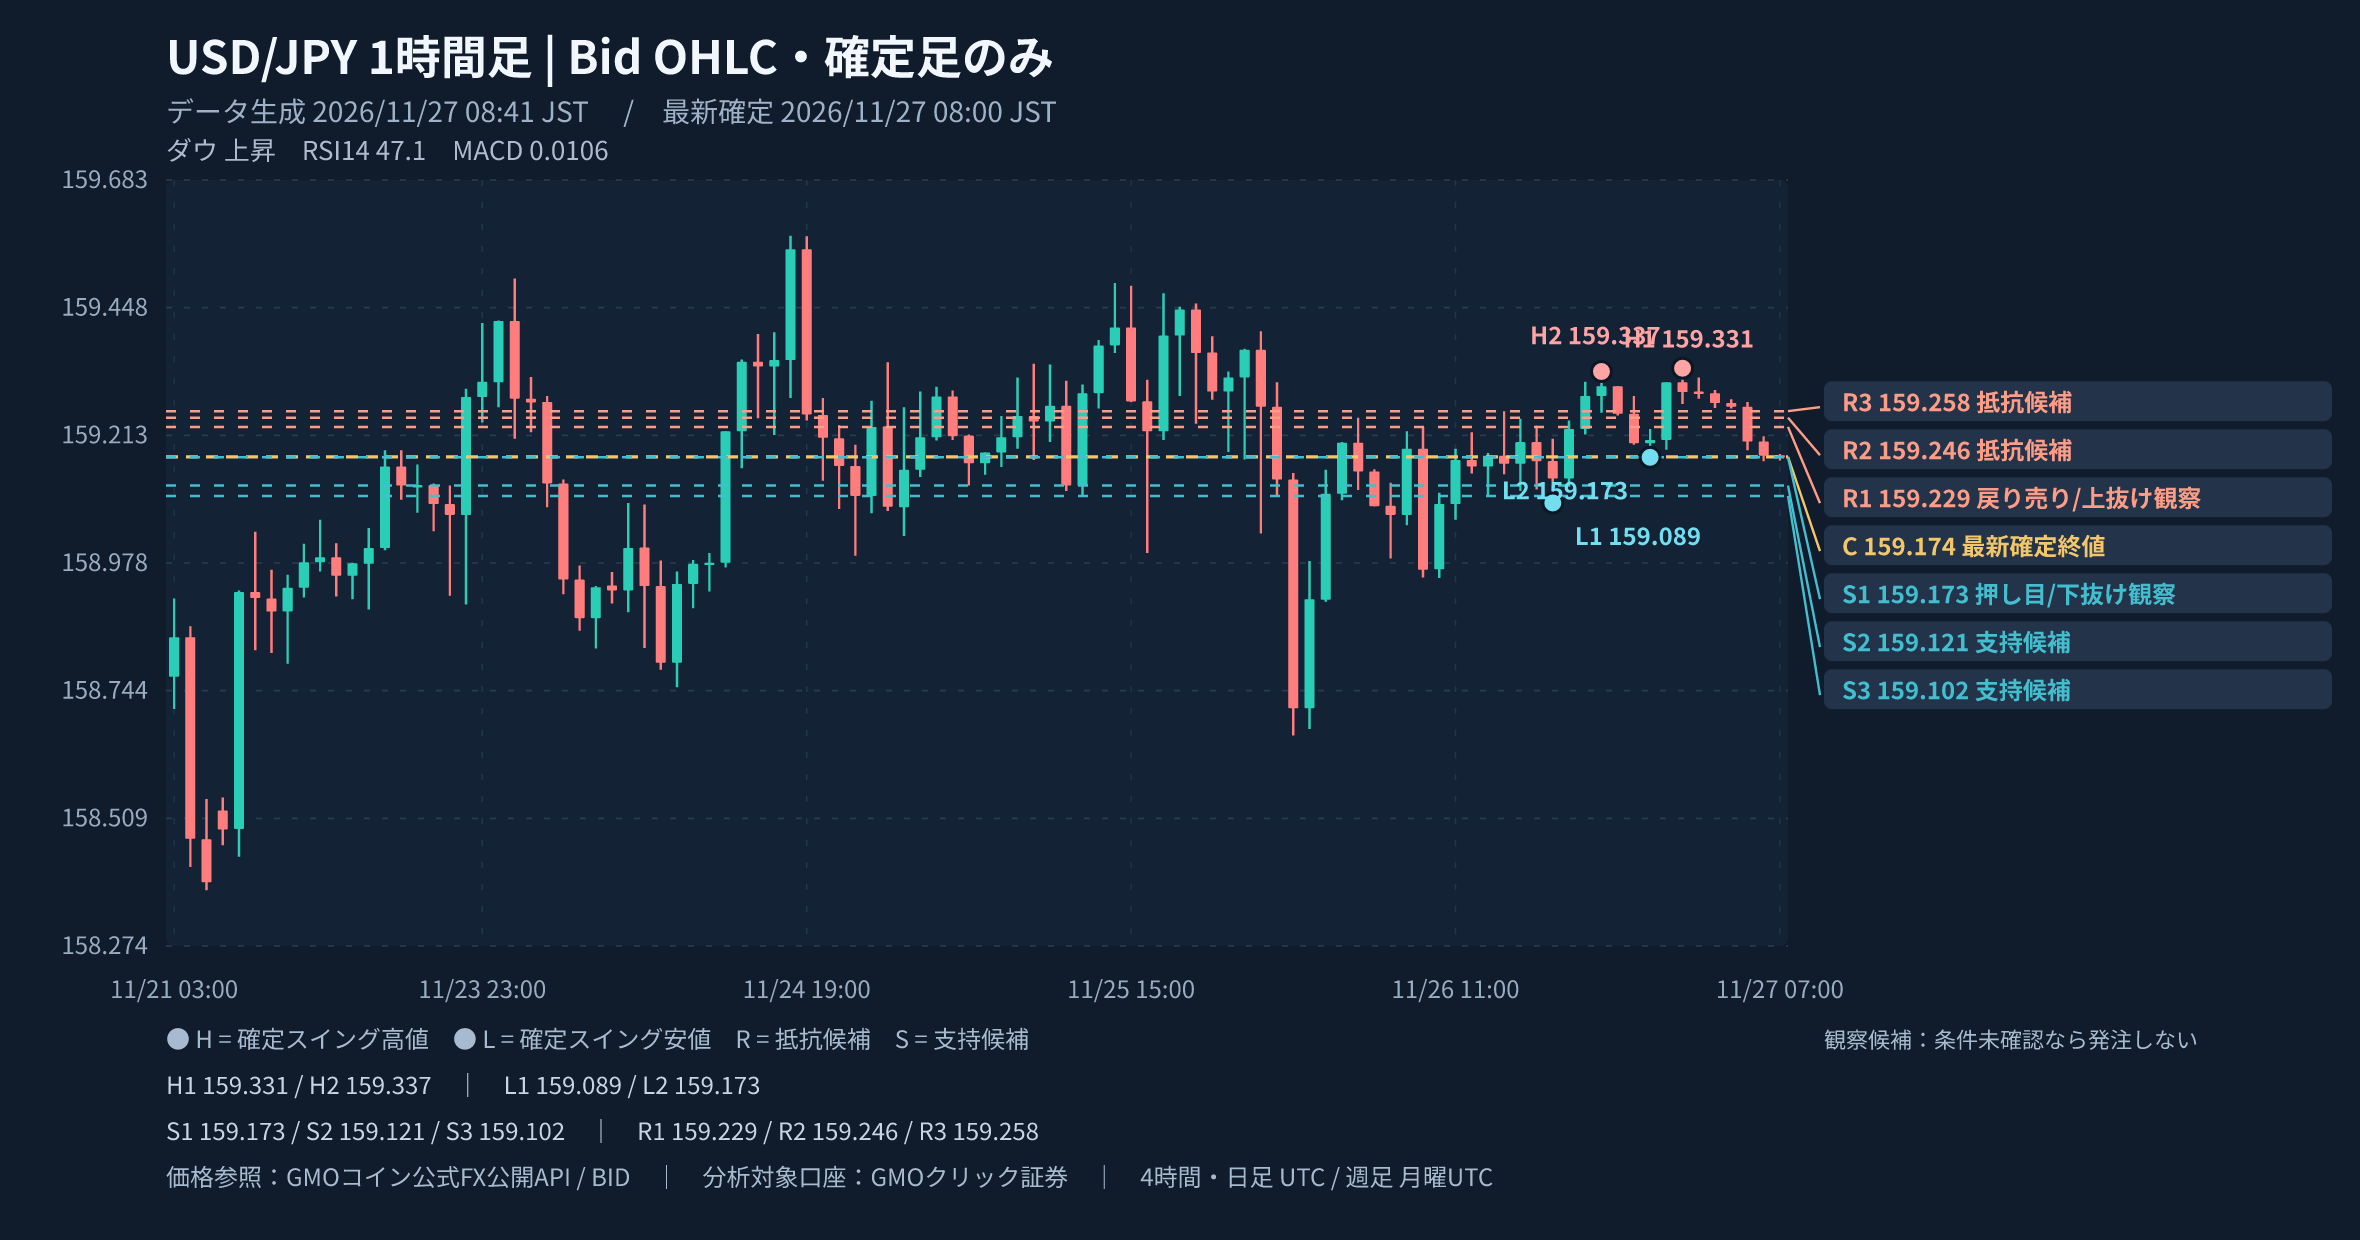 USD/JPY 1時間足 | Bid OHLC・確定足のみ
データ生成 2026/11/27 08:41 JST / 最新確定 2026/11/27 08:00 JST
ダウ 上昇 RSI14 47.1 MACD 0.0106
159.683
159.448
159.213
158.978
158.744
158.509
158.274
H2 159.337
H1 159.331
L2 159.173
L1 159.089
R3 159.258 抵抗候補
R2 159.246 抵抗候補
R1 159.229 戻り売り/上抜け観察
C 159.174 最新確定終値
S1 159.173 押し目/下抜け観察
S2 159.121 支持候補
S3 159.102 支持候補
11/21 03:00
11/23 23:00
11/24 19:00
11/25 15:00
11/26 11:00
11/27 07:00
H = 確定スイング高値 L = 確定スイング安値 R = 抵抗候補 S = 支持候補
観察候補：条件未確認なら発注しない
H1 159.331 / H2 159.337 ｜ L1 159.089 / L2 159.173
S1 159.173 / S2 159.121 / S3 159.102 ｜ R1 159.229 / R2 159.246 / R3 159.258
価格参照：GMOコイン公式FX公開API / BID ｜ 分析対象口座：GMOクリック証券 ｜ 4時間・日足 UTC / 週足 月曜UTC